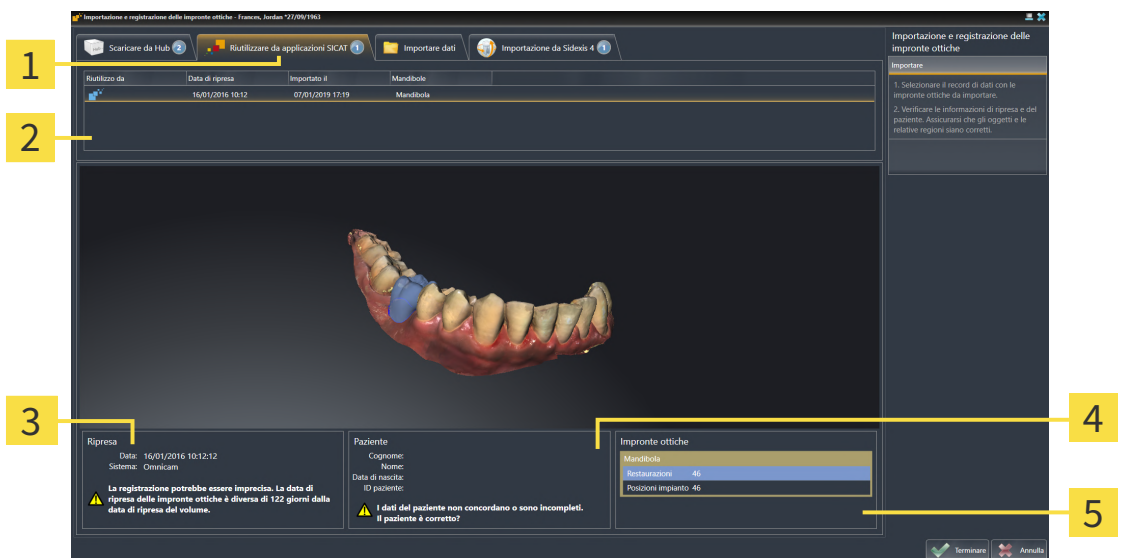 Importazione e registrazione delle impronte ottiche - Frances, Jordan *27/09/1963
Importazione e registrazione delle
impronte ottiche
1
Scaricare da Hub 2
Riutilizzare da applicazioni SICAT 1
Importare dati
Importazione da Sidexis 4 1
Importare
1. Selezionare il record di dati con le
impronte ottiche da importare.
2. Verificare le informazioni di ripresa e del
paziente. Assicurarsi che gli oggetti e le
relative regioni siano corretti.
Riutilizzo da Data di ripresa Importato il Mandibole
16/01/2016 10:12 07/01/2019 17:19 Mandibola
2
3
Ripresa
Data: 16/01/2016 10:12:12
Sistema: Omnicam
La registrazione potrebbe essere imprecisa. La data di
ripresa delle impronte ottiche è diversa di 122 giorni dalla
data di ripresa del volume.
4
Paziente
Cognome:
Nome:
Data di nascita:
ID paziente:
I dati del paziente non concordano o sono incompleti.
Il paziente è corretto?
Impronte ottiche
Mandibola
Restaurazioni 46
Posizioni impianto 46
5
Terminare
Annulla